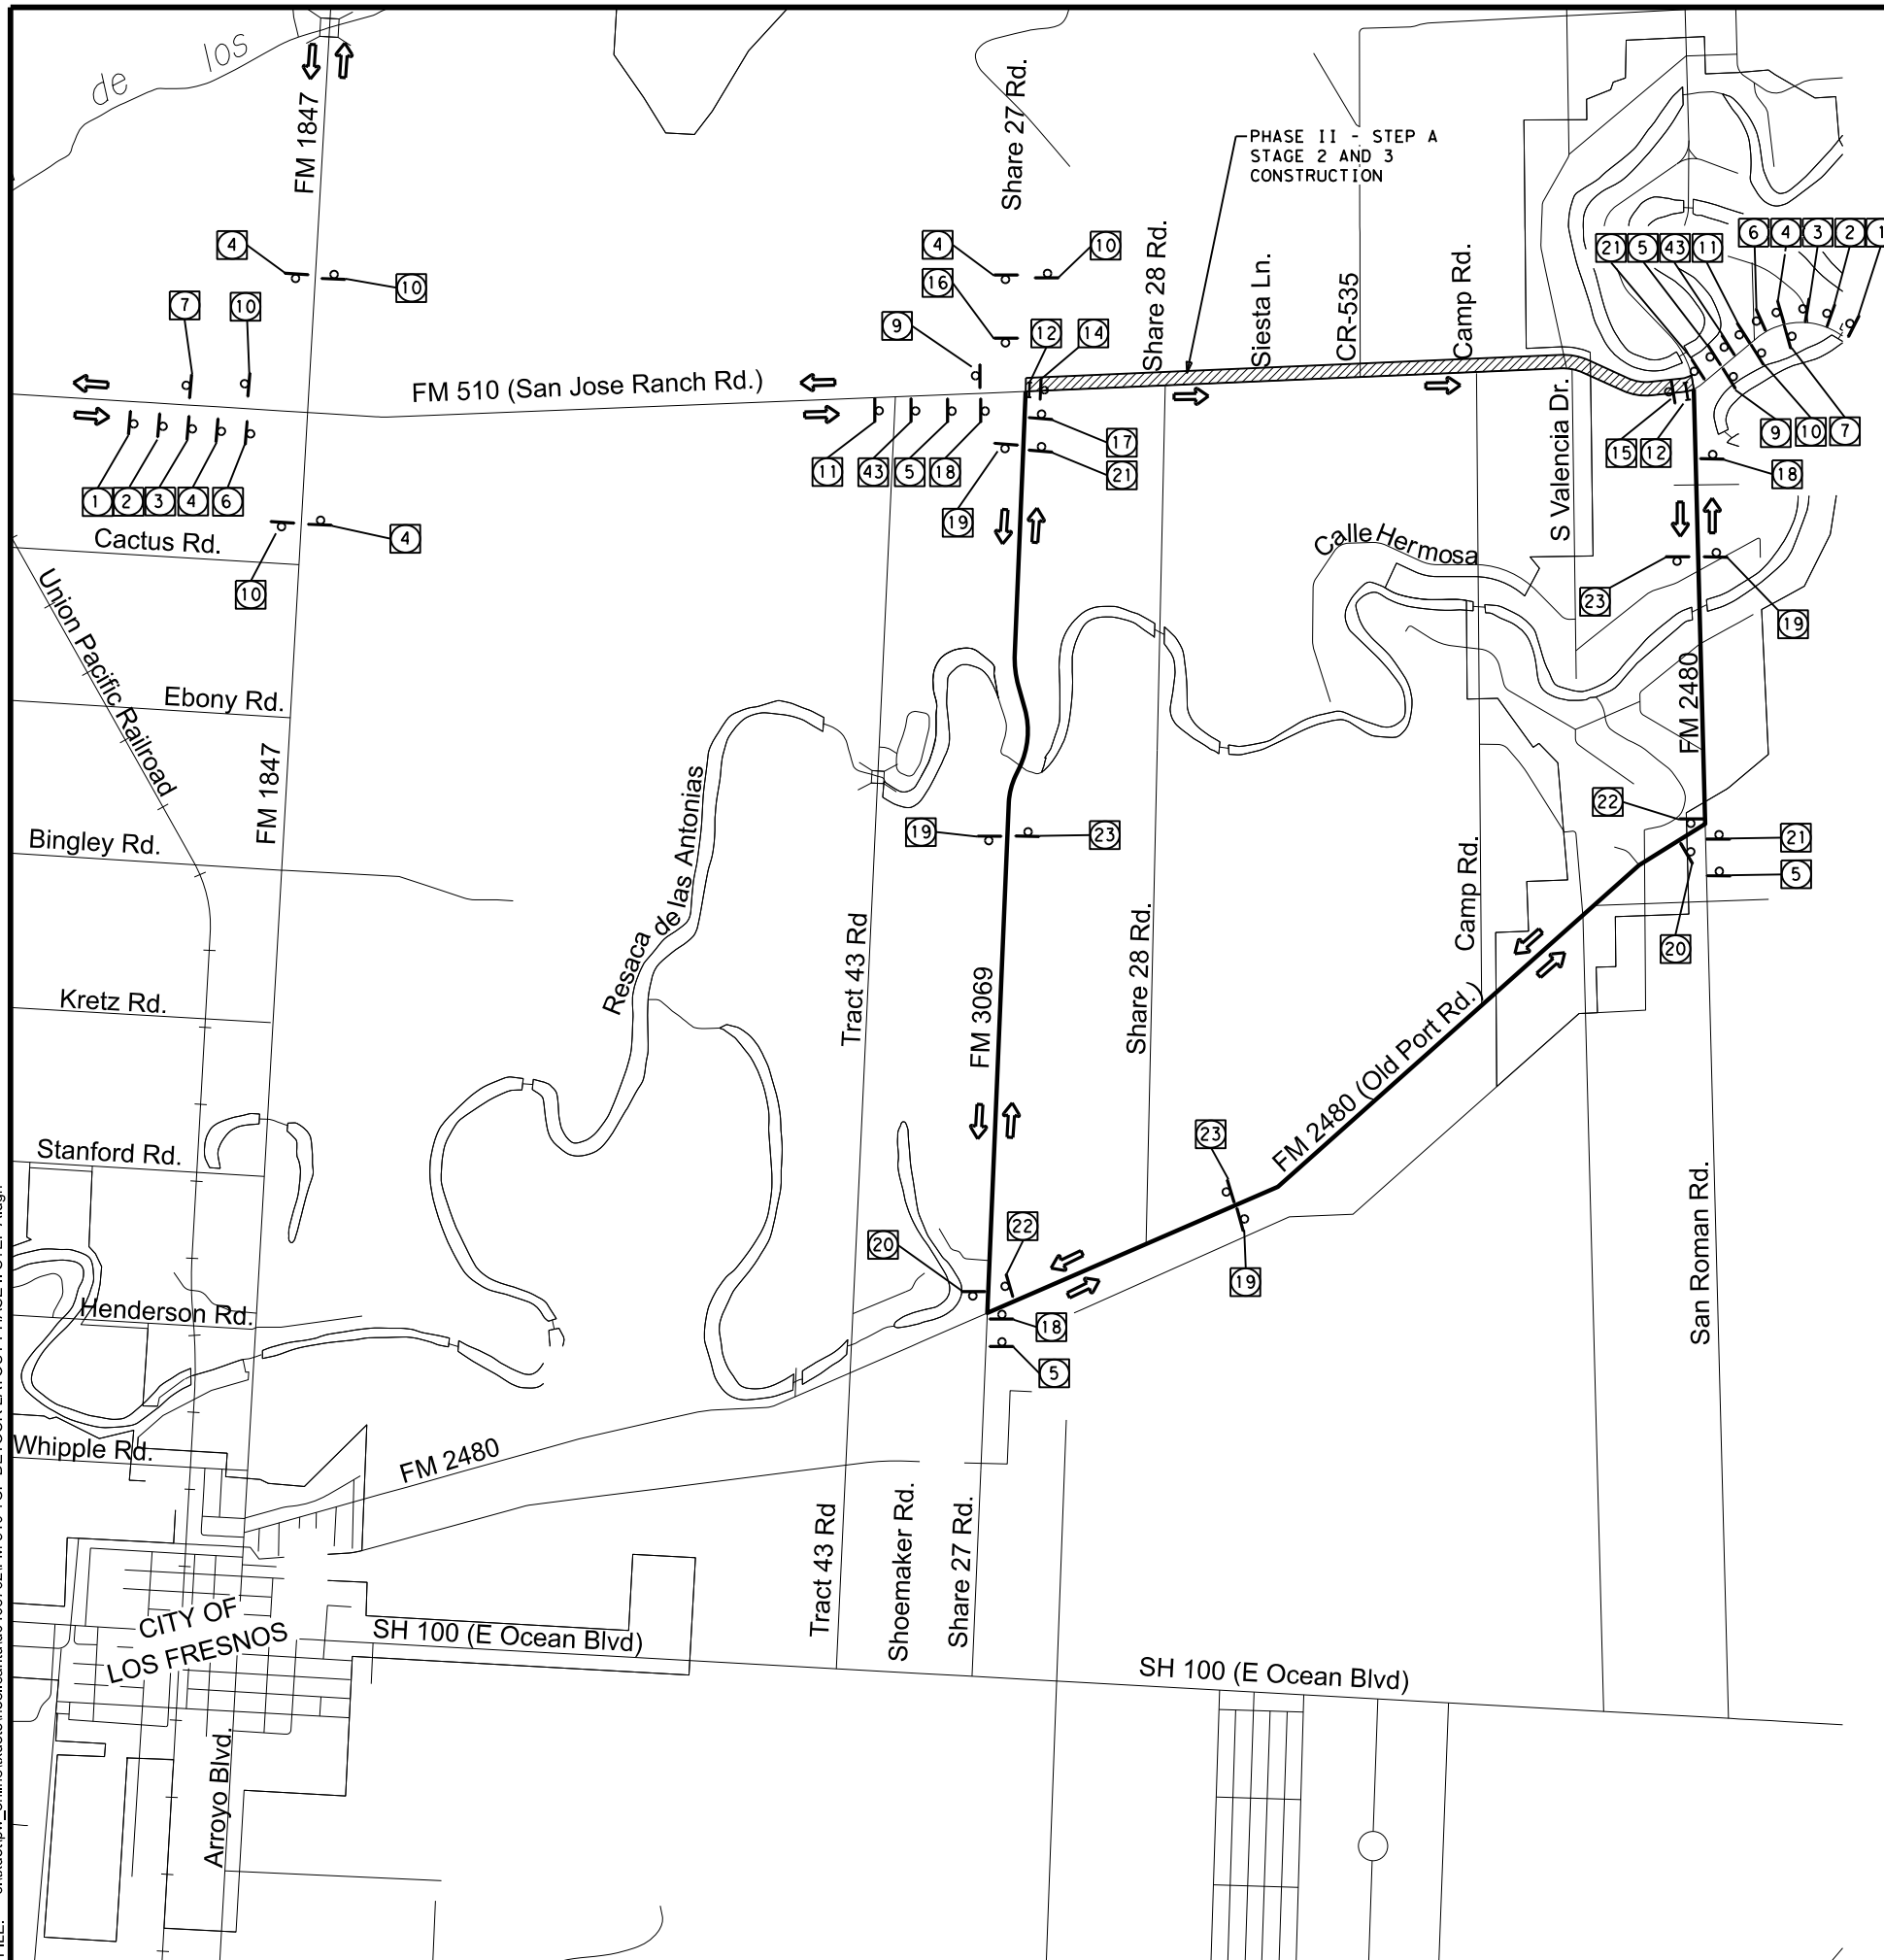 de los
FM 1847
Share 27 Rd.
PHASE II - STEP A
STAGE 2 AND 3
CONSTRUCTION
4
10
7
10
4
10
16
9
12
14
Share 28 Rd.
Siesta Ln.
CR-535
Camp Rd.
21
5
43
11
6
4
3
2
1
FM 510 (San Jose Ranch Rd.)
1
2
3
4
6
11
43
5
18
17
21
19
S Valencia Dr.
15
12
9
10
7
18
Cactus Rd.
4
10
Calle Hermosa
23
19
Union Pacific Railroad
Ebony Rd.
FM 1847
FM 2480
Bingley Rd.
Resaca de las Antonias
19
23
22
21
5
20
Camp Rd.
Tract 43 Rd
FM 3069
Share 28 Rd.
Kretz Rd.
FM 2480 (Old Port Rd.)
Stanford Rd.
23
19
San Roman Rd.
20
22
18
5
Henderson Rd.
Whipple Rd.
FM 2480
Tract 43 Rd
Shoemaker Rd.
Share 27 Rd.
CITY OF
LOS FRESNOS
SH 100 (E Ocean Blvd)
SH 100 (E Ocean Blvd)
Arroyo Blvd.